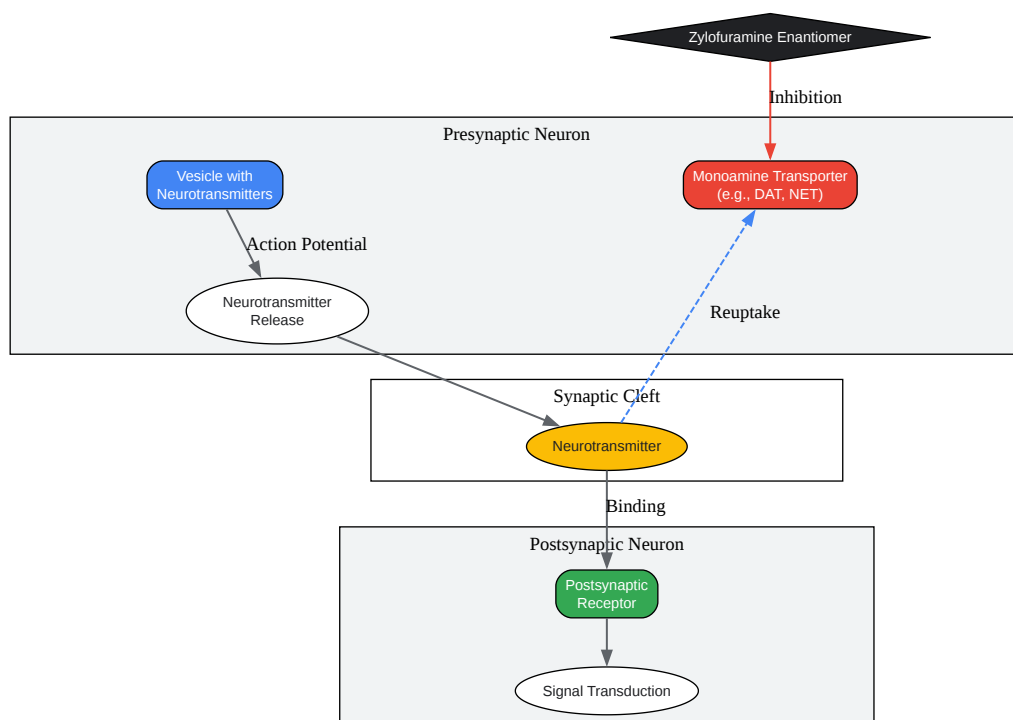 Zylofuramine Enantiomer
Inhibition
Presynaptic Neuron
Vesicle with
Neurotransmitters
Monoamine Transporter
(e.g., DAT, NET)
Action Potential
Neurotransmitter
Release
Reuptake
Synaptic Cleft
Neurotransmitter
Binding
Postsynaptic Neuron
Postsynaptic
Receptor
Signal Transduction